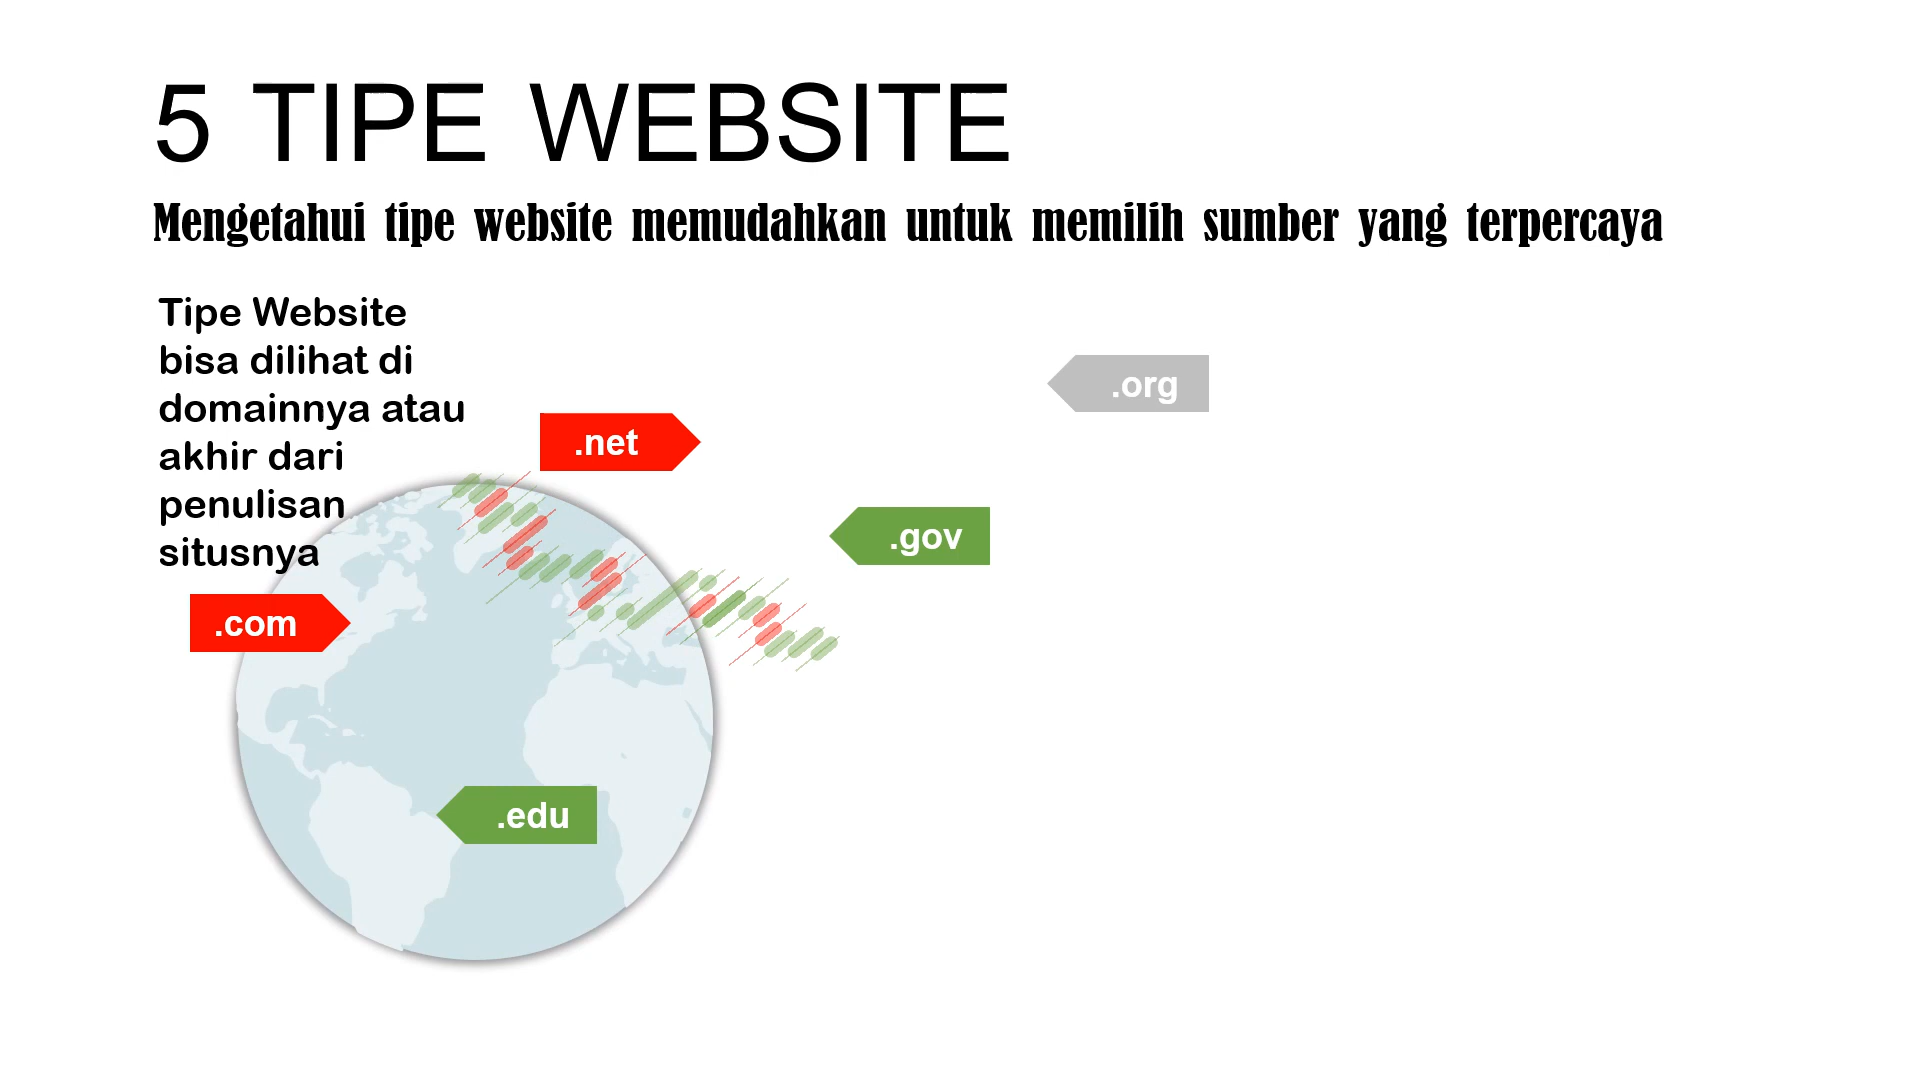 5 TIPE WEBSITE
Mengetahui tipe website memudahkan untuk memilih sumber yang terpercaya
Tipe Website
bisa dilihat di
domainnya atau
akhir dari
penulisan
situsnya
.org
.net
.gov
.com
.edu